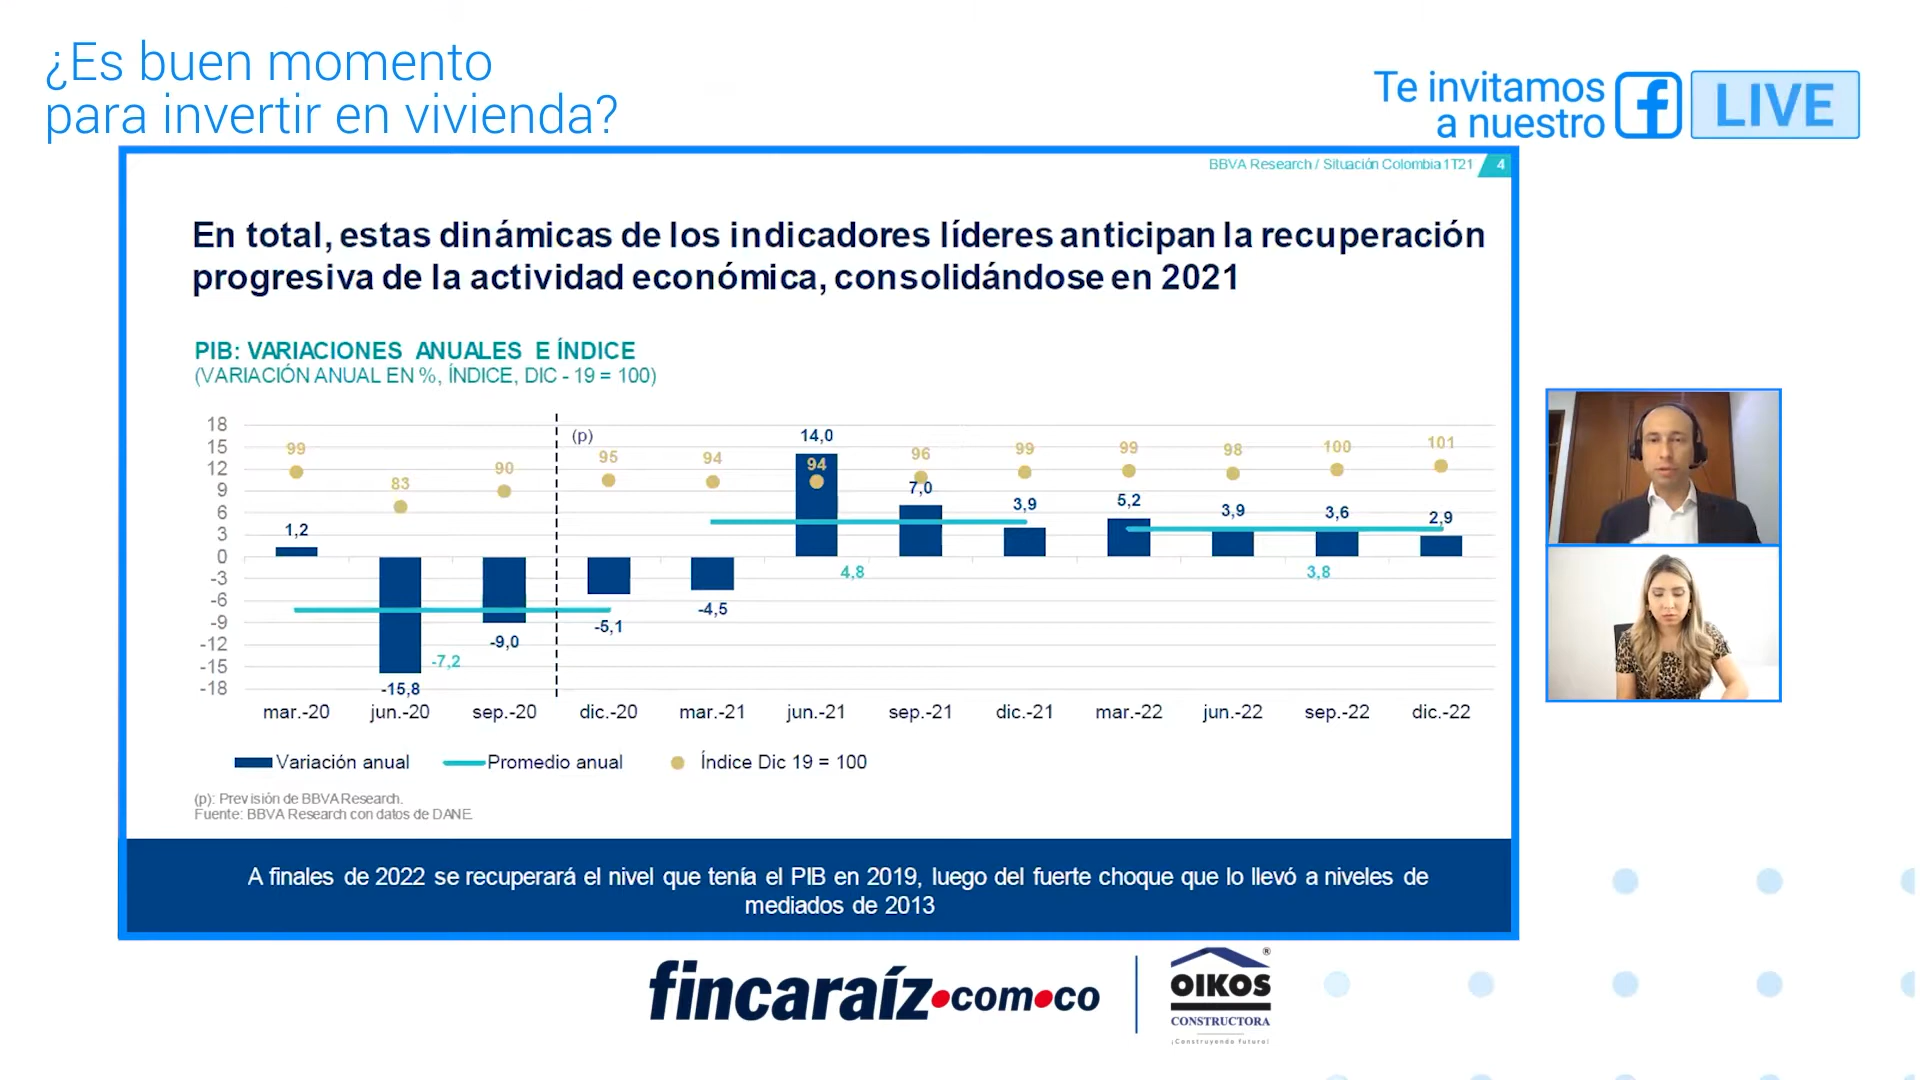 ¿Es buen momento
para invertir en vivienda?
Te invitamos
a nuestro
LIVE
BBVA Research / Situación Colombia 1T21 4
En total, estas dinámicas de los indicadores líderes anticipan la recuperación
progresiva de la actividad económica, consolidándose en 2021
PIB: VARIACIONES ANUALES E ÍNDICE
(VARIACIÓN ANUAL EN %, ÍNDICE, DIC - 19 = 100)
18
15
12
9
6
3
0
-3
-6
-9
-12
-15
-18
(p)
99 83 90 95 94 94 96 99 99 98 100 101
1,2 -15,8 -9,0 -5,1 -4,5 14,0 7,0 3,9 5,2 3,9 3,6 2,9
-7,2 4,8 3,8
mar.-20 jun.-20 sep.-20 dic.-20 mar.-21 jun.-21 sep.-21 dic.-21 mar.-22 jun.-22 sep.-22 dic.-22
Variación anual Promedio anual Índice Dic 19 = 100
(p): Previsión de BBVA Research.
Fuente: BBVA Research con datos de DANE
A finales de 2022 se recuperará el nivel que tenía el PIB en 2019, luego del fuerte choque que lo llevó a niveles de
mediados de 2013
fincaraíz.com.co
OIKOS ®
CONSTRUCTORA
¡Construyendo futuro!